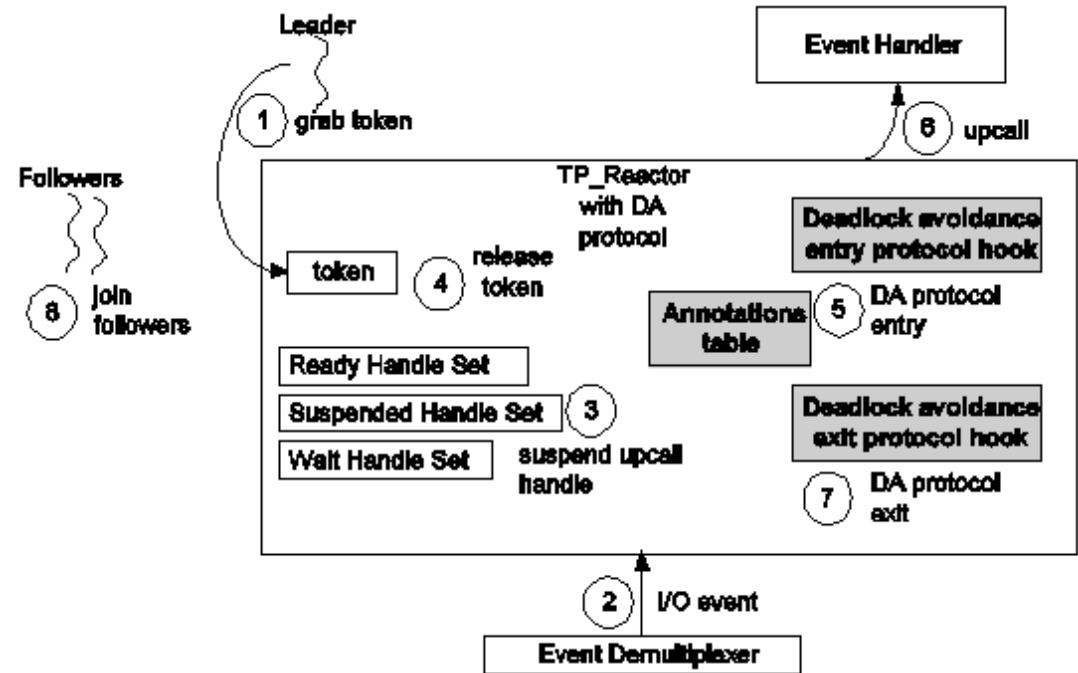 Leader
Event Handler
1 grab token
6 upcall
Followers
TP_Reactor
with DA
protocol
Deadlock avoidance
entry protocol hook
token
4 release
token
8 join
followers
5 DA protocol
entry
Annotations
table
Ready Handle Set
Suspended Handle Set
3
Wait Handle Set
suspend upcall
handle
Deadlock avoidance
exit protocol hook
7 DA protocol
exit
2 I/O event
Event Demultiplexer